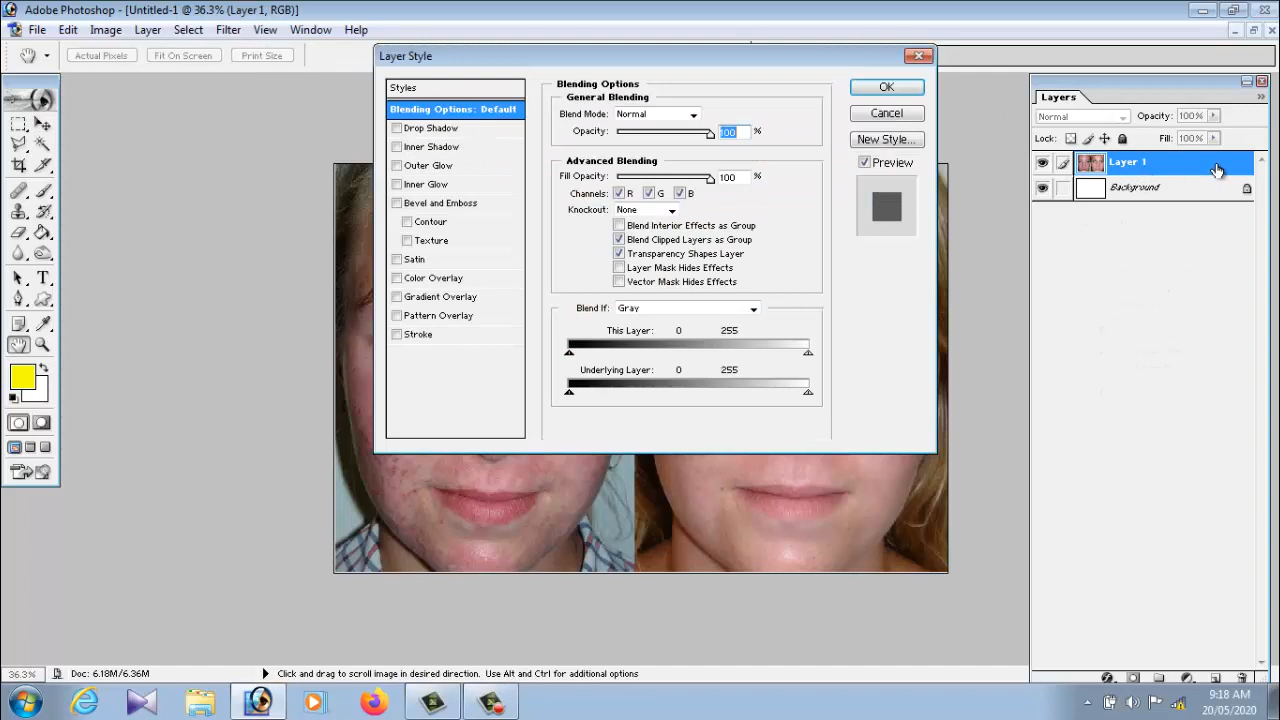 Adobe Photoshop - [Untitled-1 @ 36.3% (Layer 1, RGB)]
File Edit Image Layer Select Filter View Window Help
Actual Pixels Fit On Screen Print Size
Layer Style
Styles
Blending Options: Default
Drop Shadow
Inner Shadow
Outer Glow
Inner Glow
Bevel and Emboss
Contour
Texture
Satin
Color Overlay
Gradient Overlay
Pattern Overlay
Stroke
Blending Options
General Blending
Blend Mode: Normal
Opacity: 100 %
Advanced Blending
Fill Opacity: 100 %
Channels: R G B
Knockout: None
Blend Interior Effects as Group
Blend Clipped Layers as Group
Transparency Shapes Layer
Layer Mask Hides Effects
Vector Mask Hides Effects
Blend If: Gray
This Layer: 0 255
Underlying Layer: 0 255
OK
Cancel
New Style...
Preview
Layers
Normal Opacity: 100%
Lock: Fill: 100%
Layer 1
Background
T
36.3% Doc: 6.18M/6.36M Click and drag to scroll image in desired direction. Use Alt and Ctrl for additional options
9:18 AM
20/05/2020